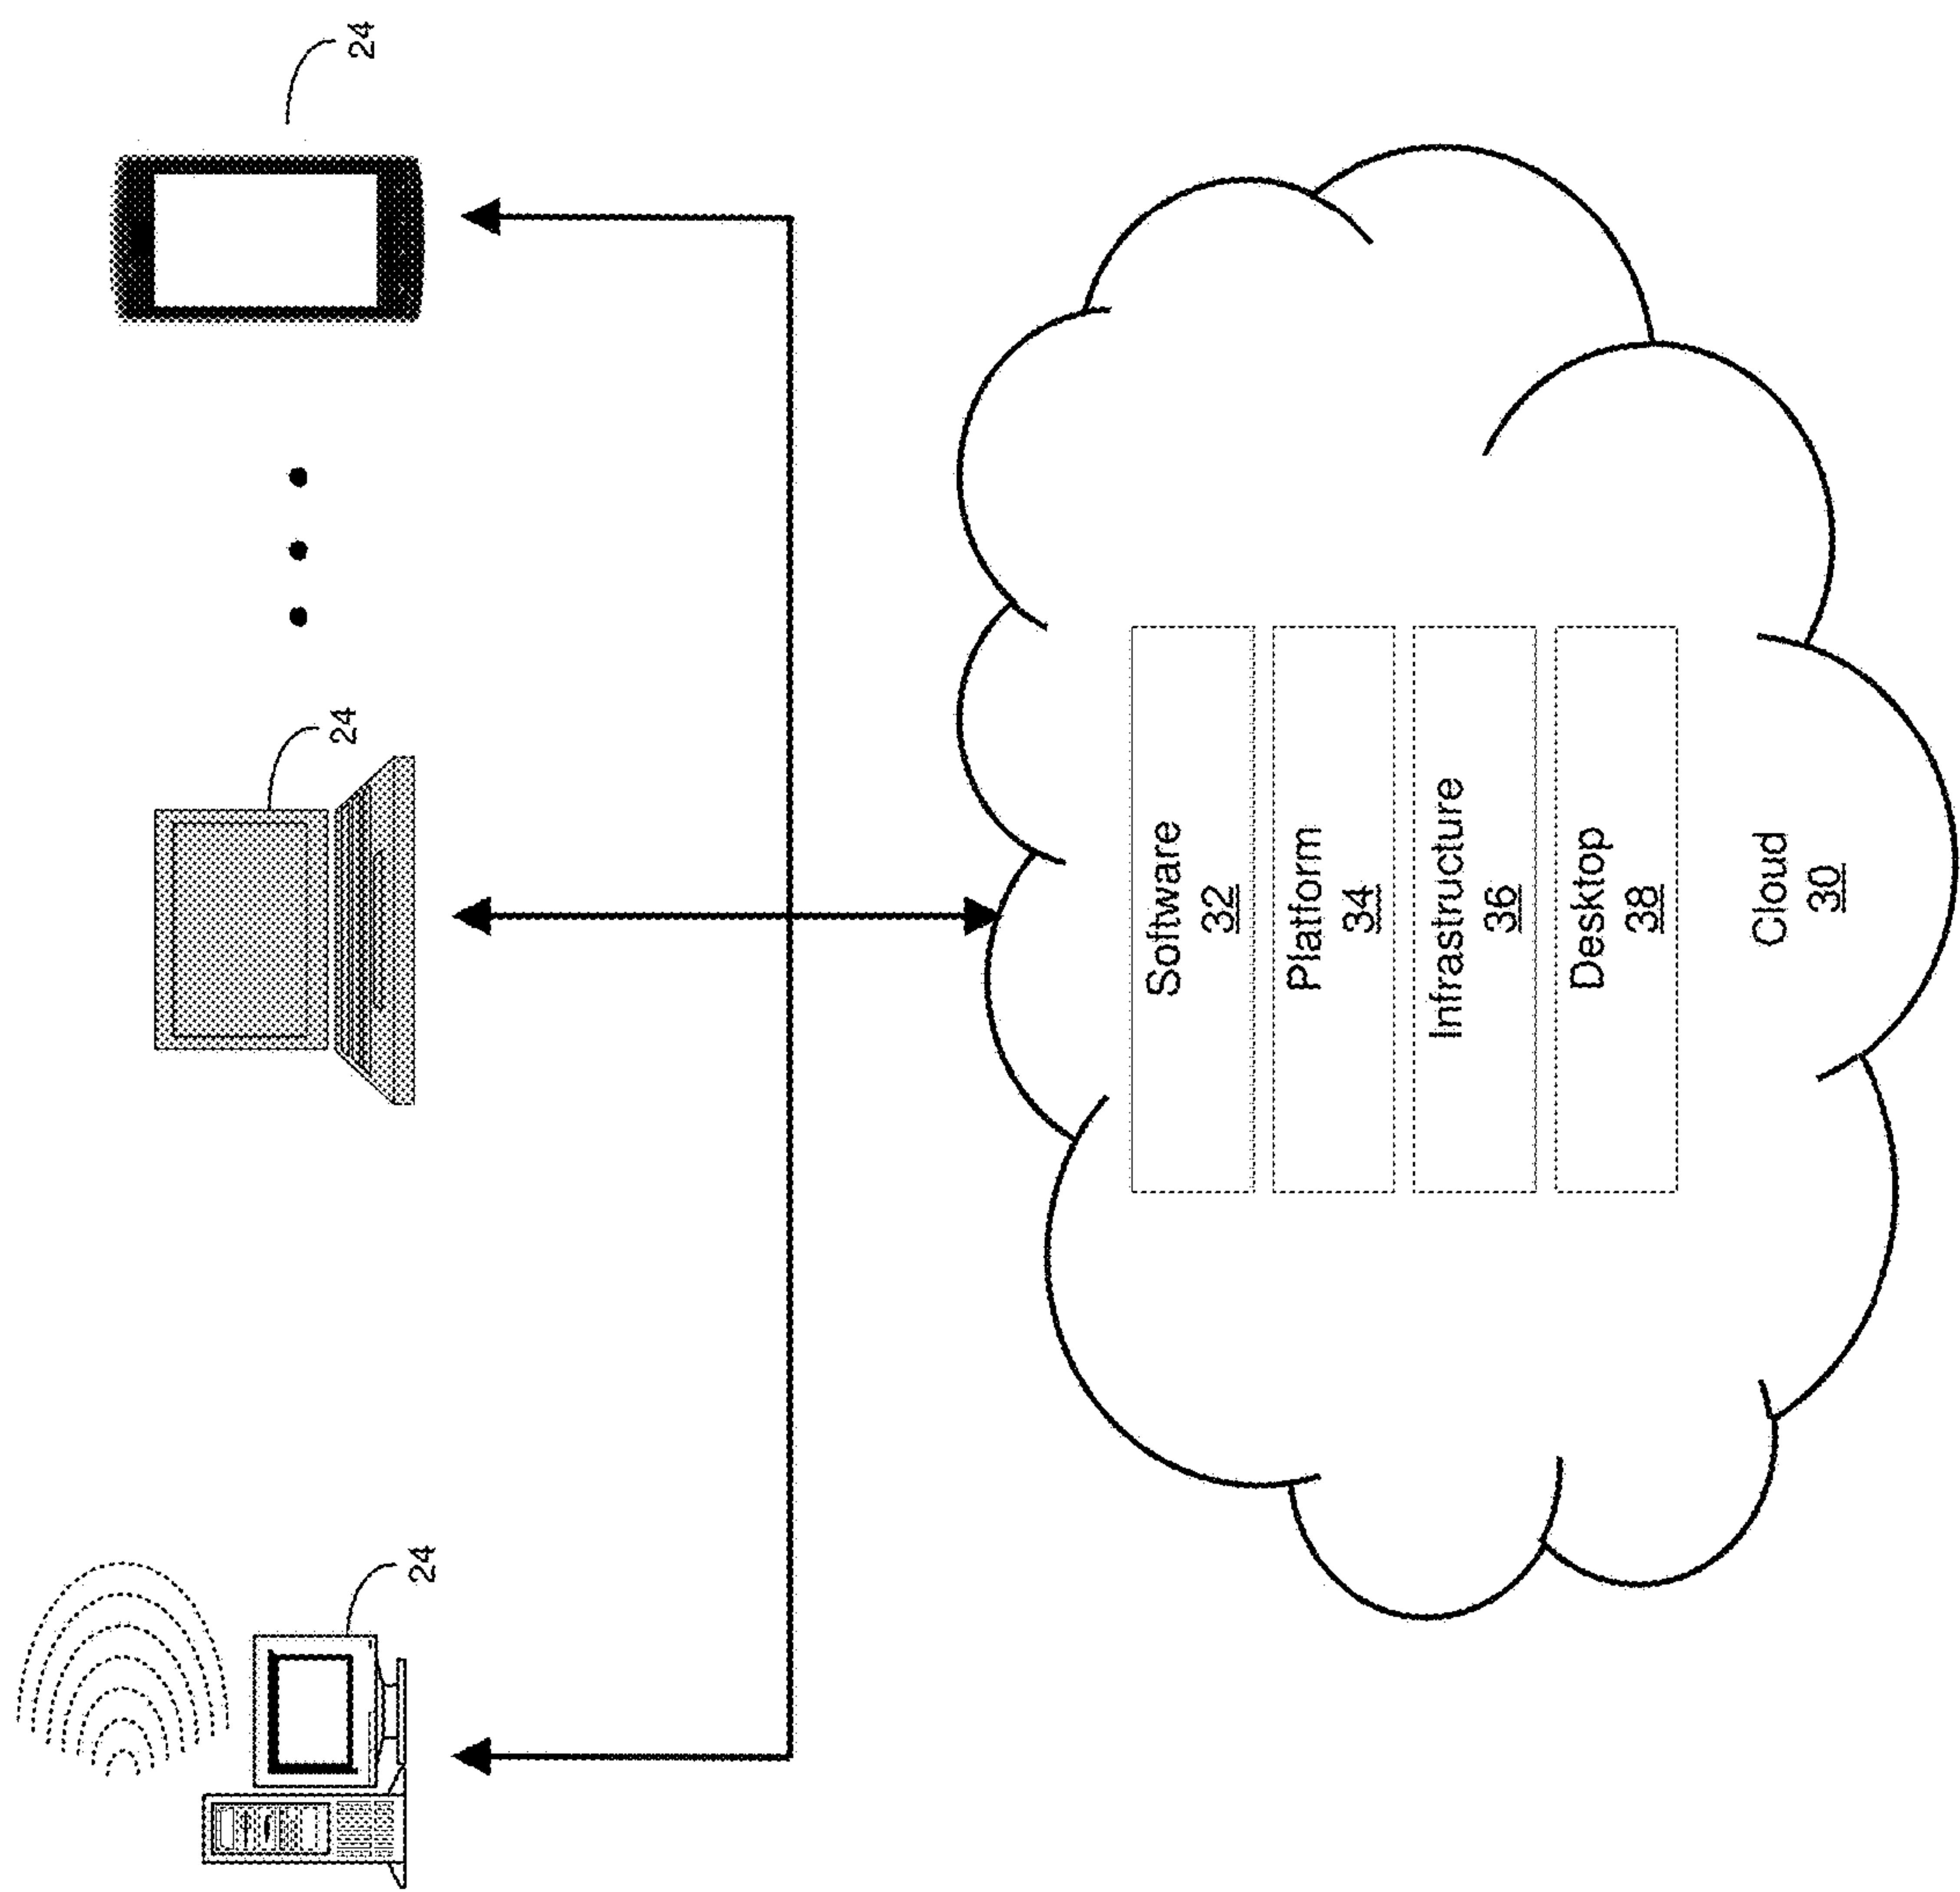 24
24
24
Software
32
Platform
34
Infrastructure
36
Desktop
38
Cloud
30